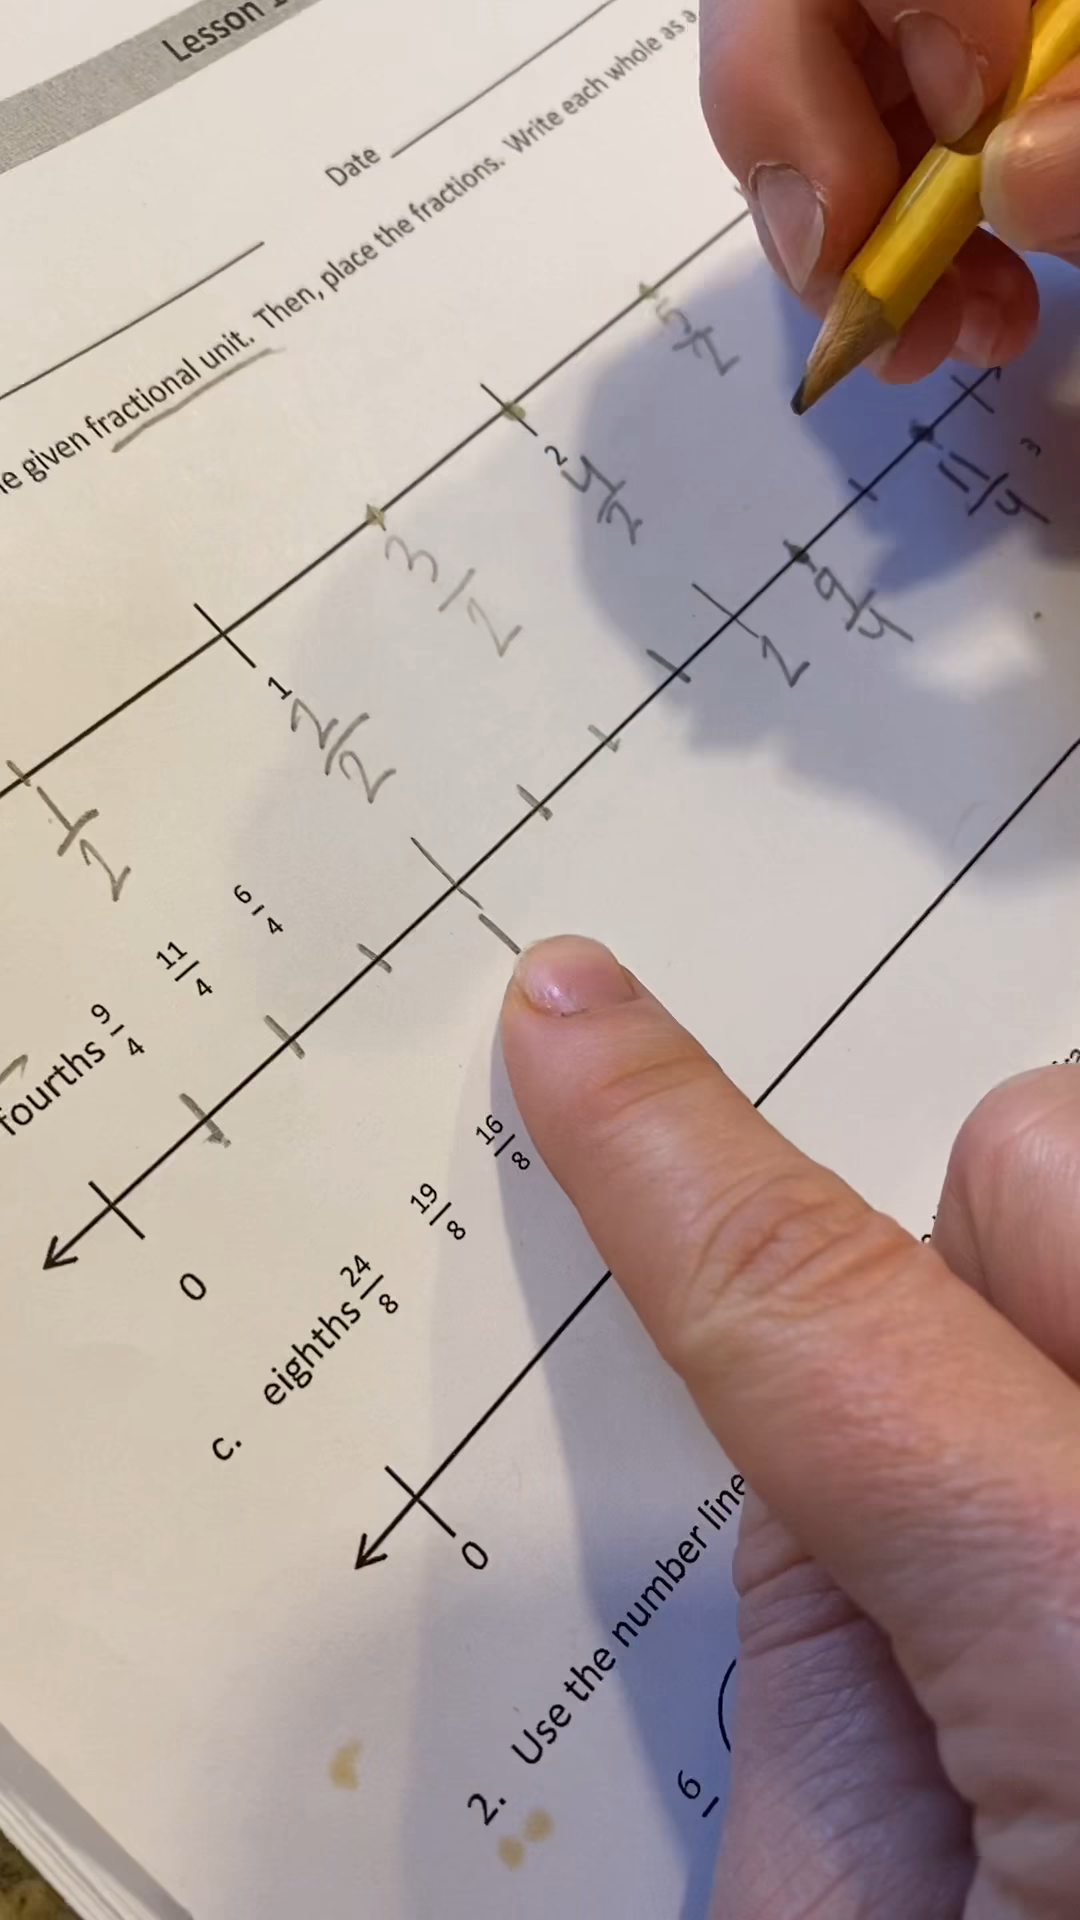 Lesson
Date
given fractional unit. Then, place the fractions. Write each whole as a
1/2
1
2/2
3/2
2
4/2
5/2
fourths 9/4 11/4 6/4
0
2
9/4
11/4
3
c. eighths 24/8 19/8 16/8
0
2. Use the number line
6